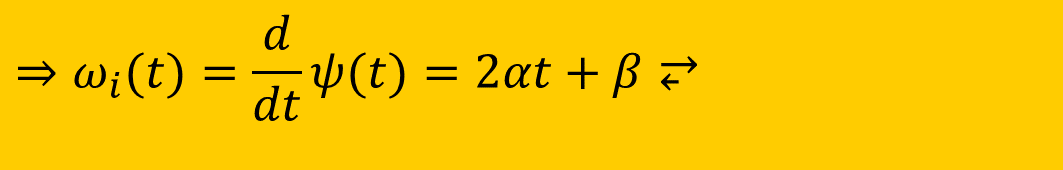 ⇒ ωᵢ(t) = d/dt ψ(t) = 2αt + β ⇄